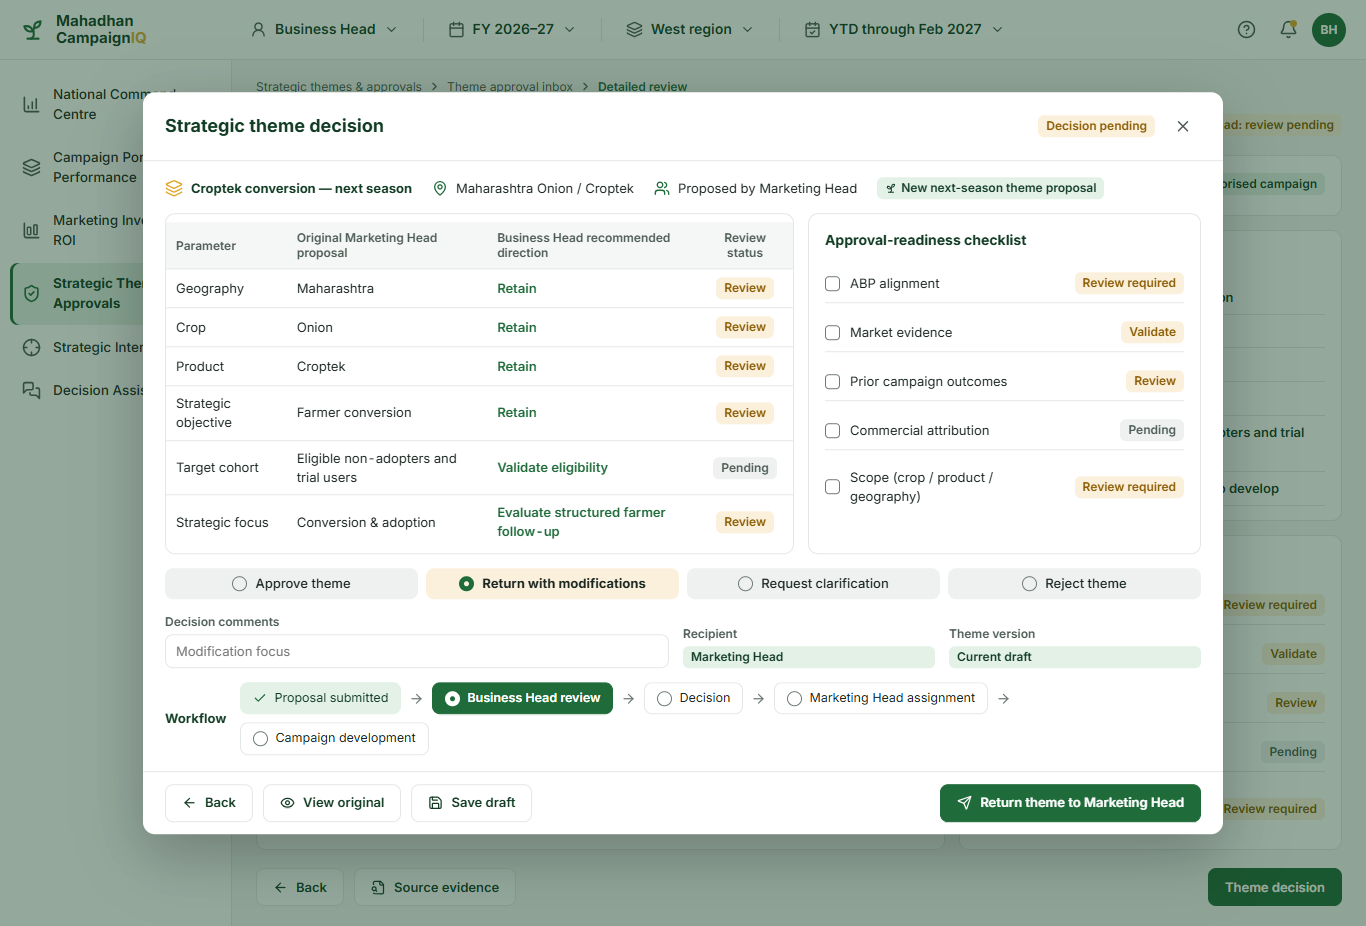 Mahadhan
CampaignIQ
Business Head
FY 2026–27
West region
YTD through Feb 2027
BH
National Command
Centre
Campaign Por
Performance
Marketing Inv
ROI
Strategic The
Approvals
Strategic Inter
Decision Assis
Strategic themes & approvals > Theme approval inbox > Detailed review
ad: review pending
orised campaign
on
pters and trial
develop
Review required
Validate
Review
Pending
Review required
Strategic theme decision
Decision pending
Croptek conversion — next season
Maharashtra Onion / Croptek
Proposed by Marketing Head
New next-season theme proposal
Parameter
Original Marketing Head
proposal
Business Head recommended
direction
Review
status
Geography
Maharashtra
Retain
Review
Crop
Onion
Retain
Review
Product
Croptek
Retain
Review
Strategic
objective
Farmer conversion
Retain
Review
Target cohort
Eligible non-adopters and
trial users
Validate eligibility
Pending
Strategic focus
Conversion & adoption
Evaluate structured farmer
follow-up
Review
Approval-readiness checklist
ABP alignment
Review required
Market evidence
Validate
Prior campaign outcomes
Review
Commercial attribution
Pending
Scope (crop / product /
geography)
Review required
Approve theme
Return with modifications
Request clarification
Reject theme
Decision comments
Modification focus
Recipient
Marketing Head
Theme version
Current draft
Workflow
Proposal submitted
Business Head review
Decision
Marketing Head assignment
Campaign development
Back
View original
Save draft
Return theme to Marketing Head
Back
Source evidence
Theme decision